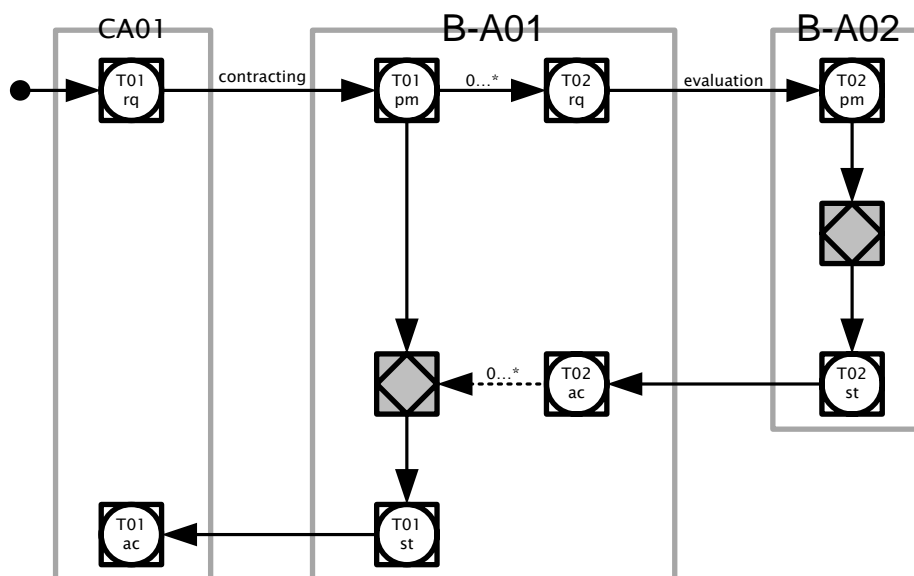 CA01
B-A01
B-A02
T01
rq
contracting
T01
pm
0...*
T02
rq
evaluation
T02
pm
0...*
T02
ac
T02
st
T01
ac
T01
st